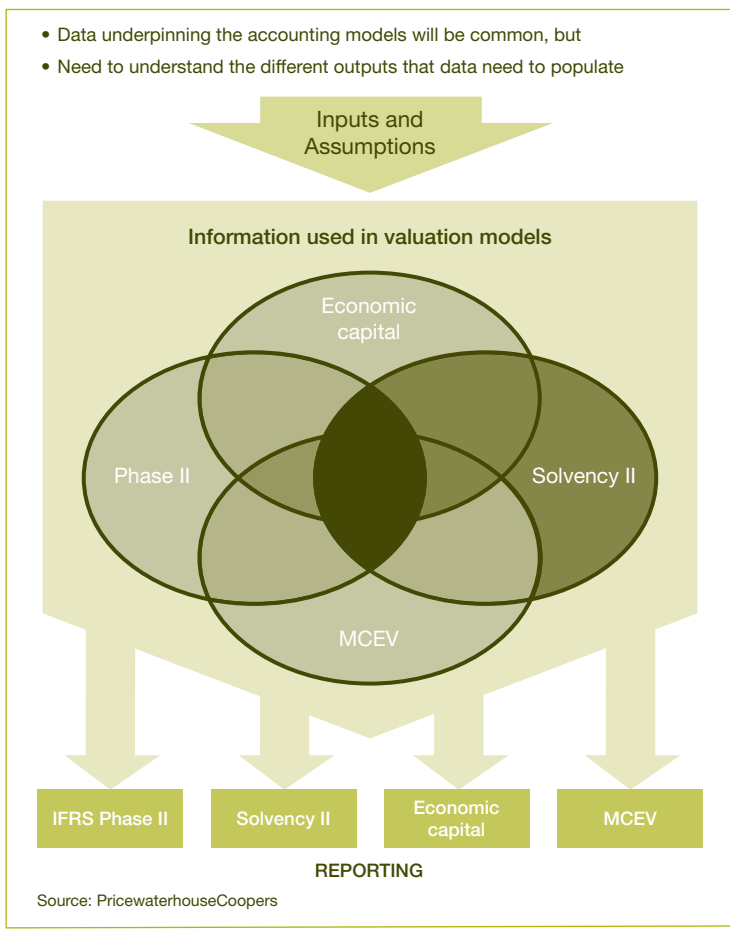 • Data underpinning the accounting models will be common, but
• Need to understand the different outputs that data need to populate
Inputs and
Assumptions
Information used in valuation models
Economic
capital
Phase II
Solvency II
MCEV
IFRS Phase II
Solvency II
Economic
capital
MCEV
REPORTING
Source: PricewaterhouseCoopers